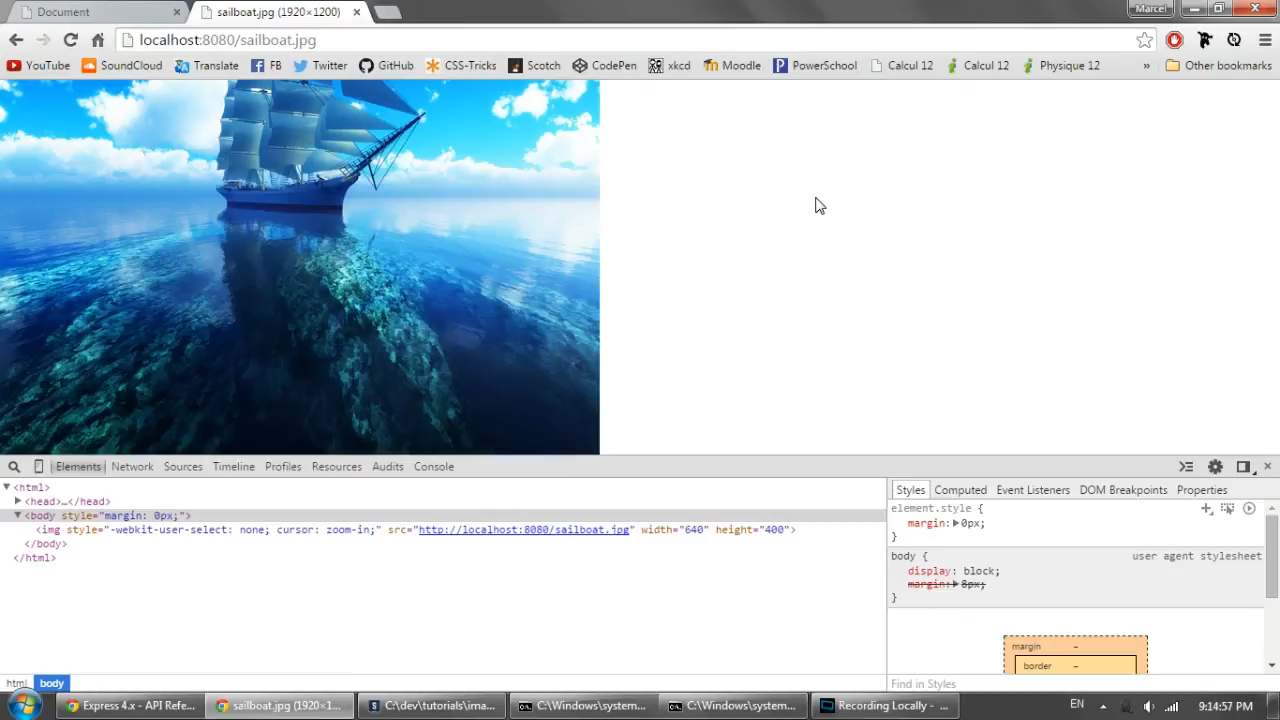 Document
sailboat.jpg (1920×1200)
Marcel
localhost:8080/sailboat.jpg
YouTube SoundCloud Translate FB Twitter GitHub CSS-Tricks Scotch CodePen xkcd Moodle PowerSchool Calcul 12 Calcul 12 Physique 12 » Other bookmarks
Elements Network Sources Timeline Profiles Resources Audits Console
<html>
<head>…</head>
<body style="margin: 0px;">
<img style="-webkit-user-select: none; cursor: zoom-in;" src="http://localhost:8080/sailboat.jpg" width="640" height="400">
</body>
</html>
Styles Computed Event Listeners DOM Breakpoints Properties
element.style {
margin: 0px;
}
body { user agent stylesheet
display: block;
margin: 8px;
}
margin -
border -
html body
Find in Styles
Express 4.x - API Refe...
sailboat.jpg (1920×1...
C:\dev\tutorials\ima...
C:\Windows\system...
C:\Windows\system...
Recording Locally - ...
EN
9:14:57 PM